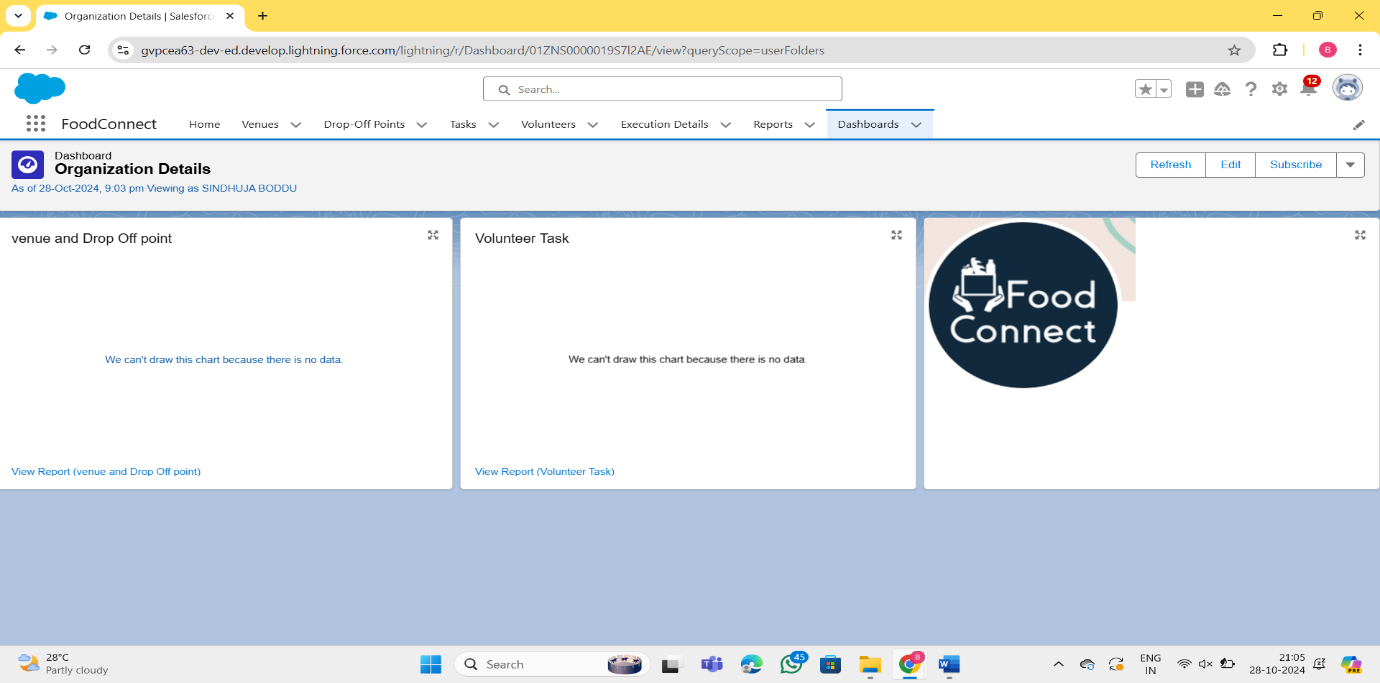 Organization Details | Salesforc
gvpcea63-dev-ed.develop.lightning.force.com/lightning/r/Dashboard/01ZNS0000019S7l2AE/view?queryScope=userFolders
B
Search...
12
FoodConnect Home Venues Drop-Off Points Tasks Volunteers Execution Details Reports Dashboards
Dashboard
Organization Details
As of 28-Oct-2024, 9:03 pm·Viewing as SINDHUJA BODDU
Refresh Edit Subscribe
venue and Drop Off point
We can't draw this chart because there is no data.
View Report (venue and Drop Off point)
Volunteer Task
We can't draw this chart because there is no data.
View Report (Volunteer Task)
Food
Connect
28°C
Partly cloudy
Search
45
B
W
ENG
IN
21:05
28-10-2024
PRE